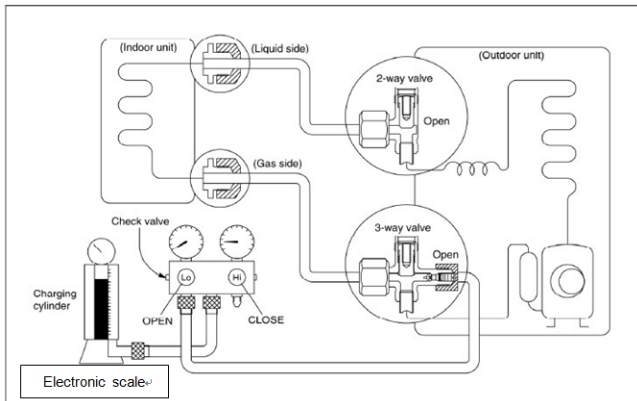 (Indoor unit)
(Liquid side)
2-way valve
(Outdoor unit)
Open
(Gas side)
Check valve
3-way valve
Open
Lo
Hi
Charging
cylinder
OPEN
CLOSE
Electronic scale